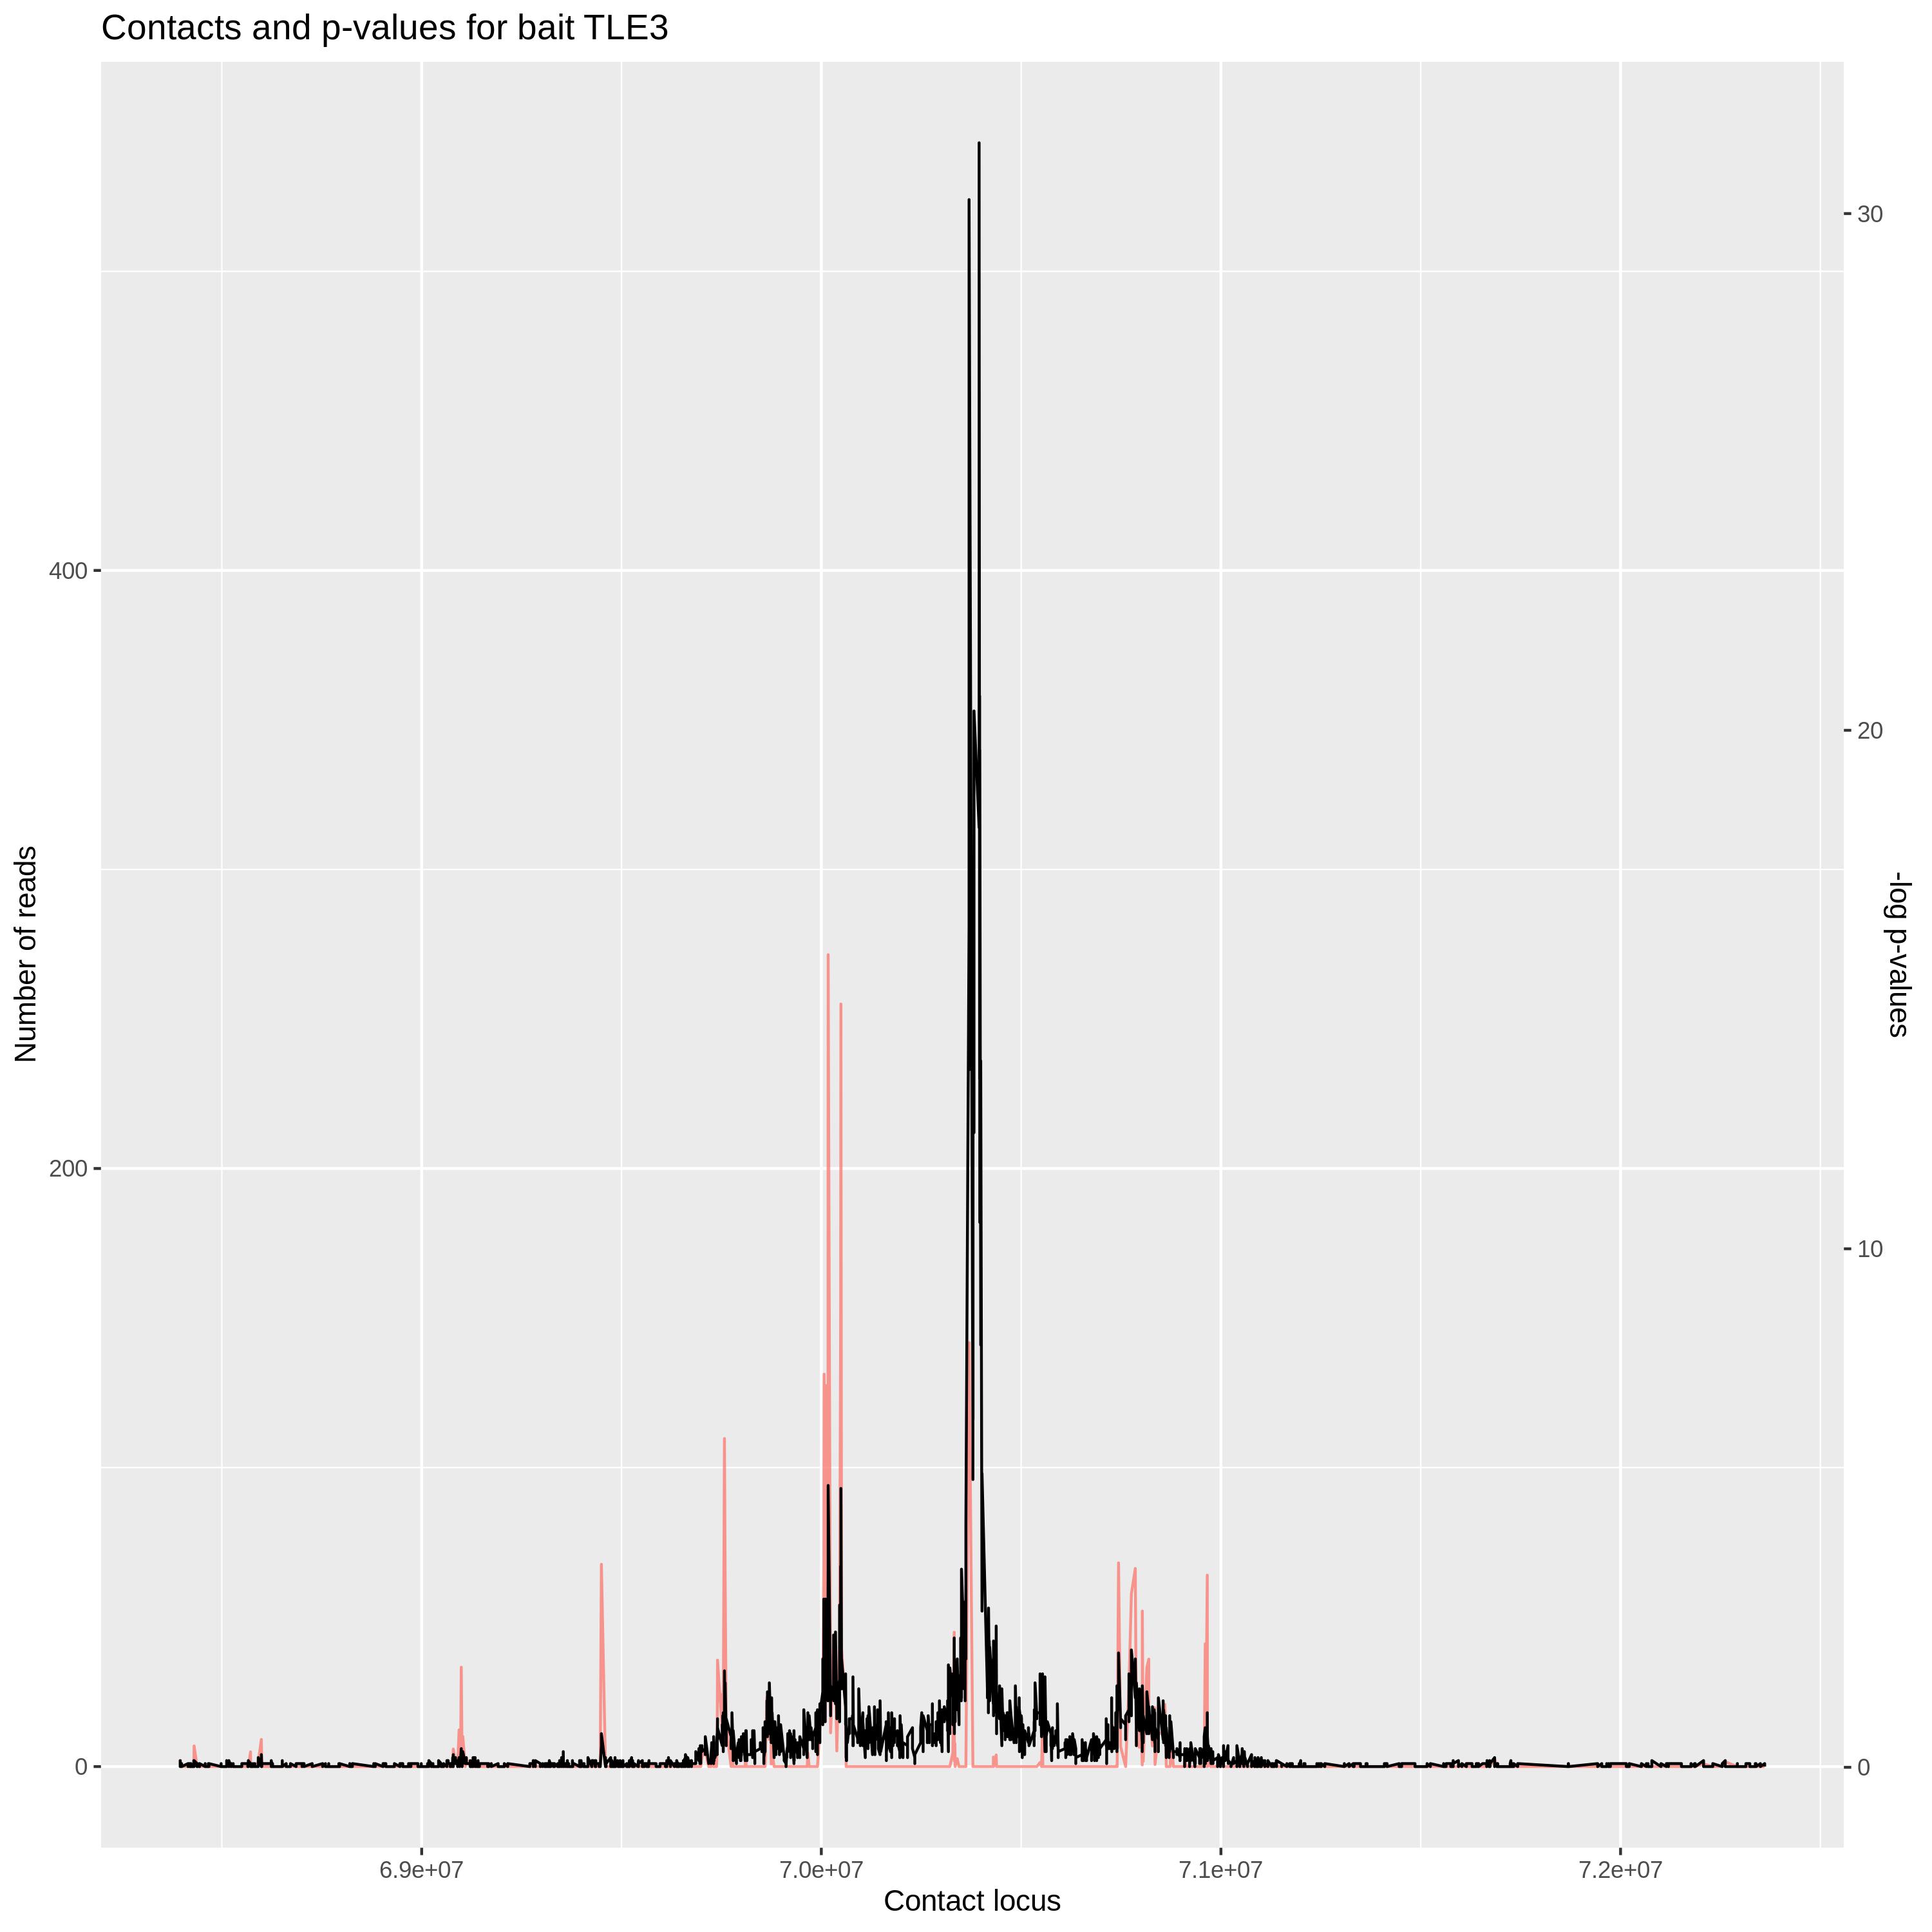 Contacts and p-values for bait TLE3
Number of reads
400
200
0
30
20
10
0
-log p-values
6.9e+07
7.0e+07
7.1e+07
7.2e+07
Contact locus